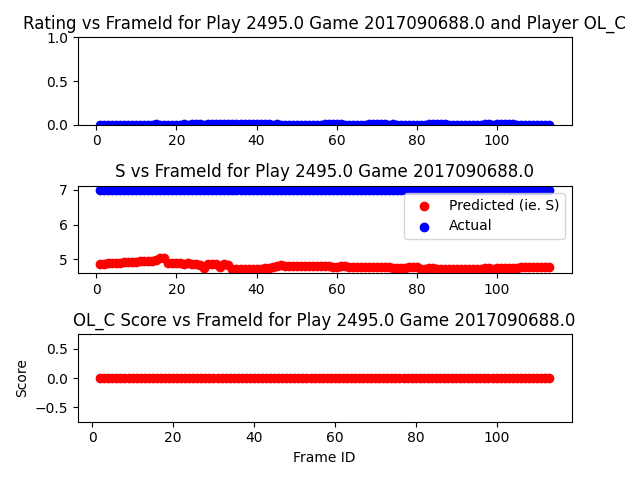 Rating vs FrameId for Play 2495.0 Game 2017090688.0 and Player OL_C
1.0
0.5
0.0
0 20 40 60 80 100
S vs FrameId for Play 2495.0 Game 2017090688.0
7
6
5
Predicted (ie. S)
Actual
0 20 40 60 80 100
OL_C Score vs FrameId for Play 2495.0 Game 2017090688.0
Score
0.5
0.0
−0.5
0 20 40 60 80 100
Frame ID